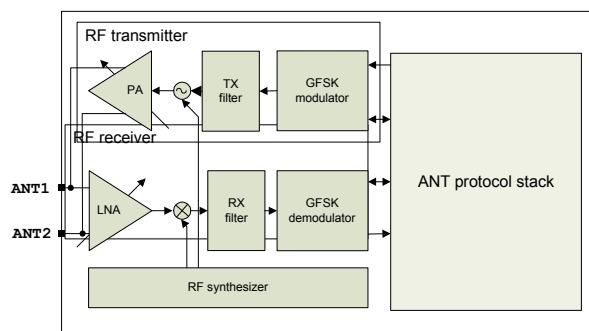 RF transmitter
PA
TX
filter
GFSK
modulator
RF receiver
ANT protocol stack
ANT1
LNA
RX
filter
GFSK
demodulator
ANT2
RF synthesizer